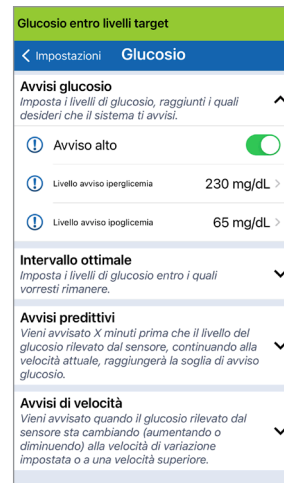 Glucosio entro livelli target
Impostazioni Glucosio
Avvisi glucosio
Imposta i livelli di glucosio, raggiunti i quali
desideri che il sistema ti avvisi.
Avviso alto
Livello avviso iperglicemia 230 mg/dL
Livello avviso ipoglicemia 65 mg/dL
Intervallo ottimale
Imposta i livelli di glucosio entro i quali
vorresti rimanere.
Avvisi predittivi
Vieni avvisato X minuti prima che il livello del
glucosio rilevato dal sensore, continuando alla
velocità attuale, raggiungerà la soglia di avviso
glucosio.
Avvisi di velocità
Vieni avvisato quando il glucosio rilevato dal
sensore sta cambiando (aumentando o
diminuendo) alla velocità di variazione
impostata o a una velocità superiore.